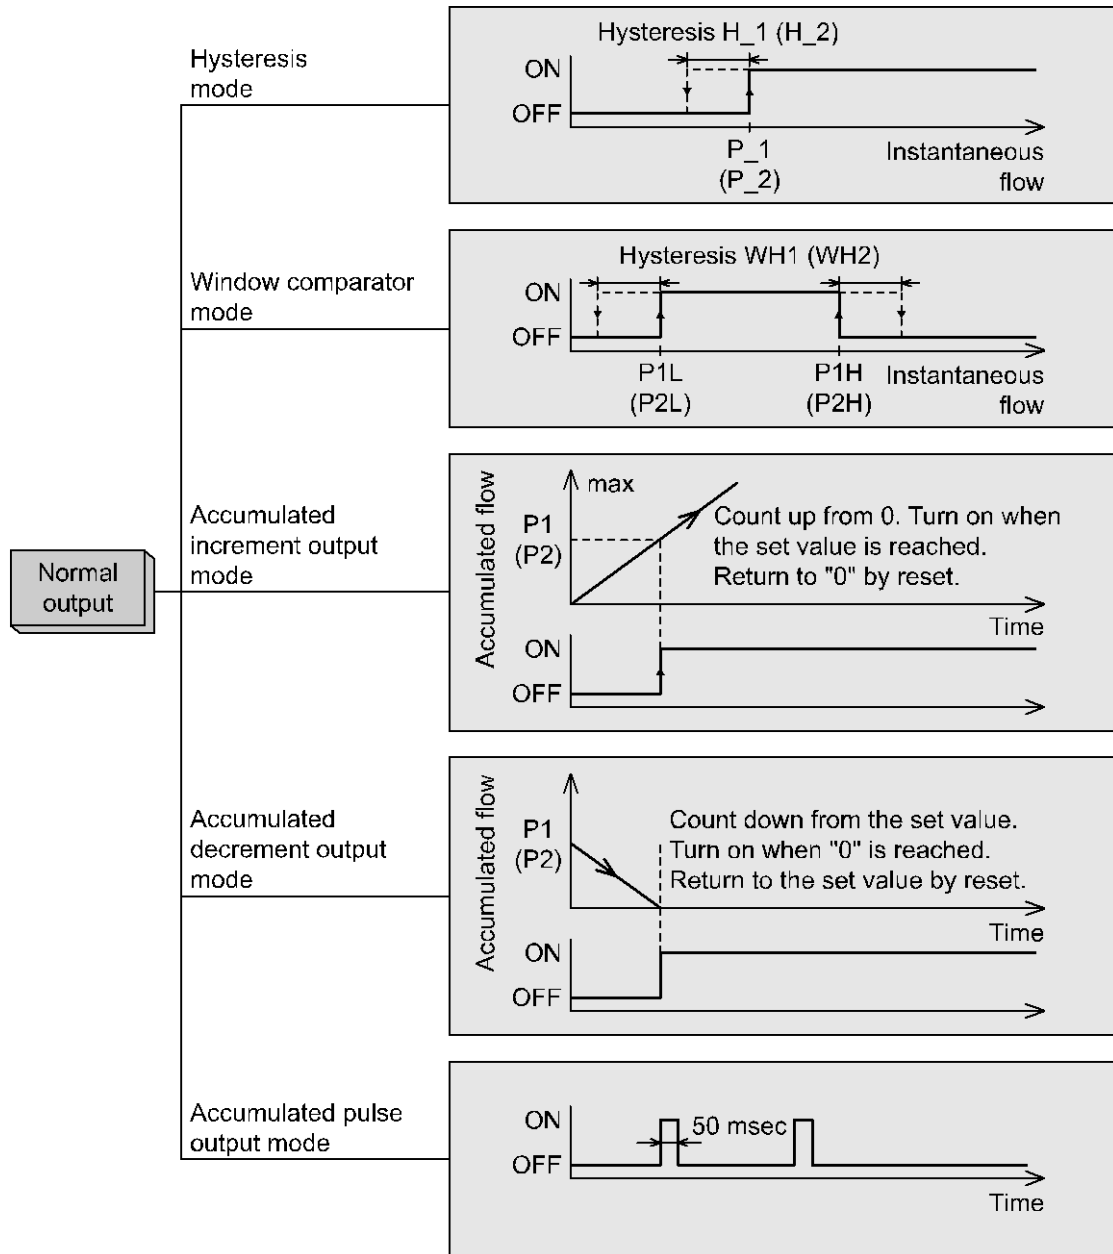 Normal
output
Hysteresis
mode
Hysteresis H_1 (H_2)
ON
OFF
P_1
(P_2)
Instantaneous
flow
Window comparator
mode
Hysteresis WH1 (WH2)
ON
OFF
P1L
(P2L)
P1H
(P2H)
Instantaneous
flow
Accumulated
increment output
mode
Accumulated flow
max
P1
(P2)
Count up from 0. Turn on when
the set value is reached.
Return to "0" by reset.
Time
ON
OFF
Accumulated
decrement output
mode
Accumulated flow
P1
(P2)
Count down from the set value.
Turn on when "0" is reached.
Return to the set value by reset.
Time
ON
OFF
Accumulated pulse
output mode
ON
50 msec
OFF
Time